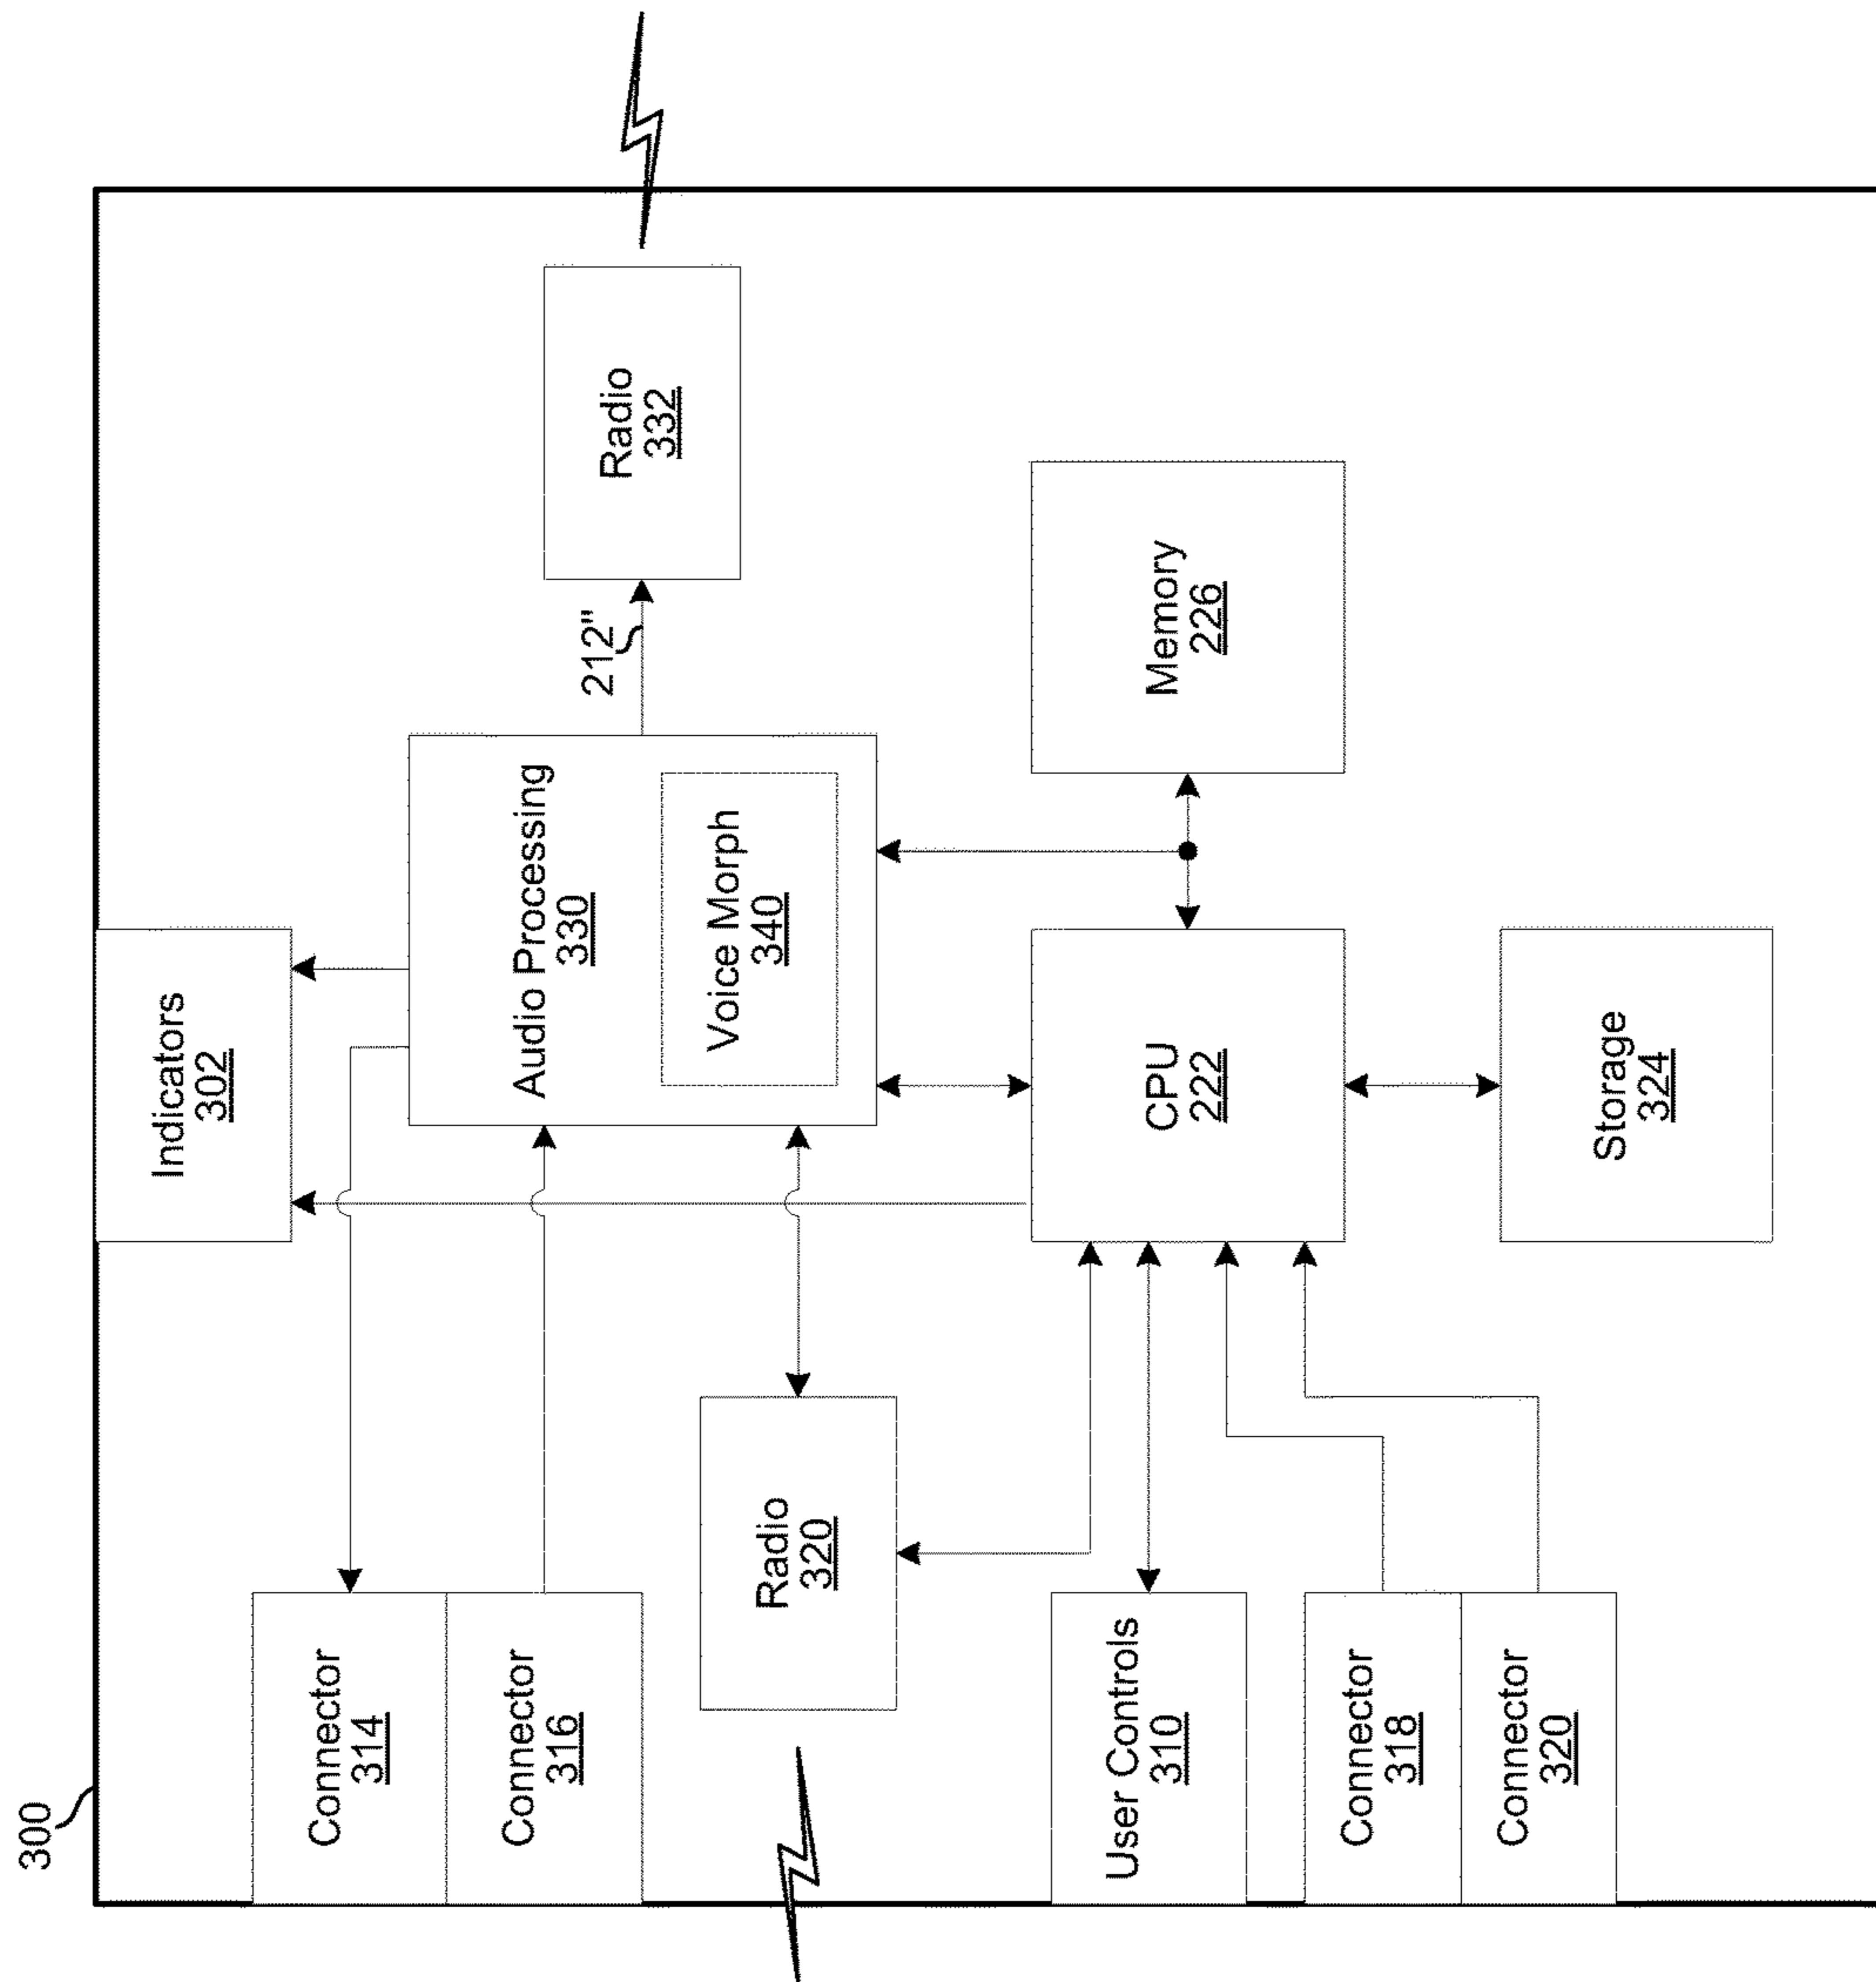 300
Indicators
302
Connector
314
Connector
316
Audio Processing
330
Voice Morph
340
212"
Radio
332
Radio
320
User Controls
310
CPU
222
Memory
226
Connector
318
Connector
320
Storage
324